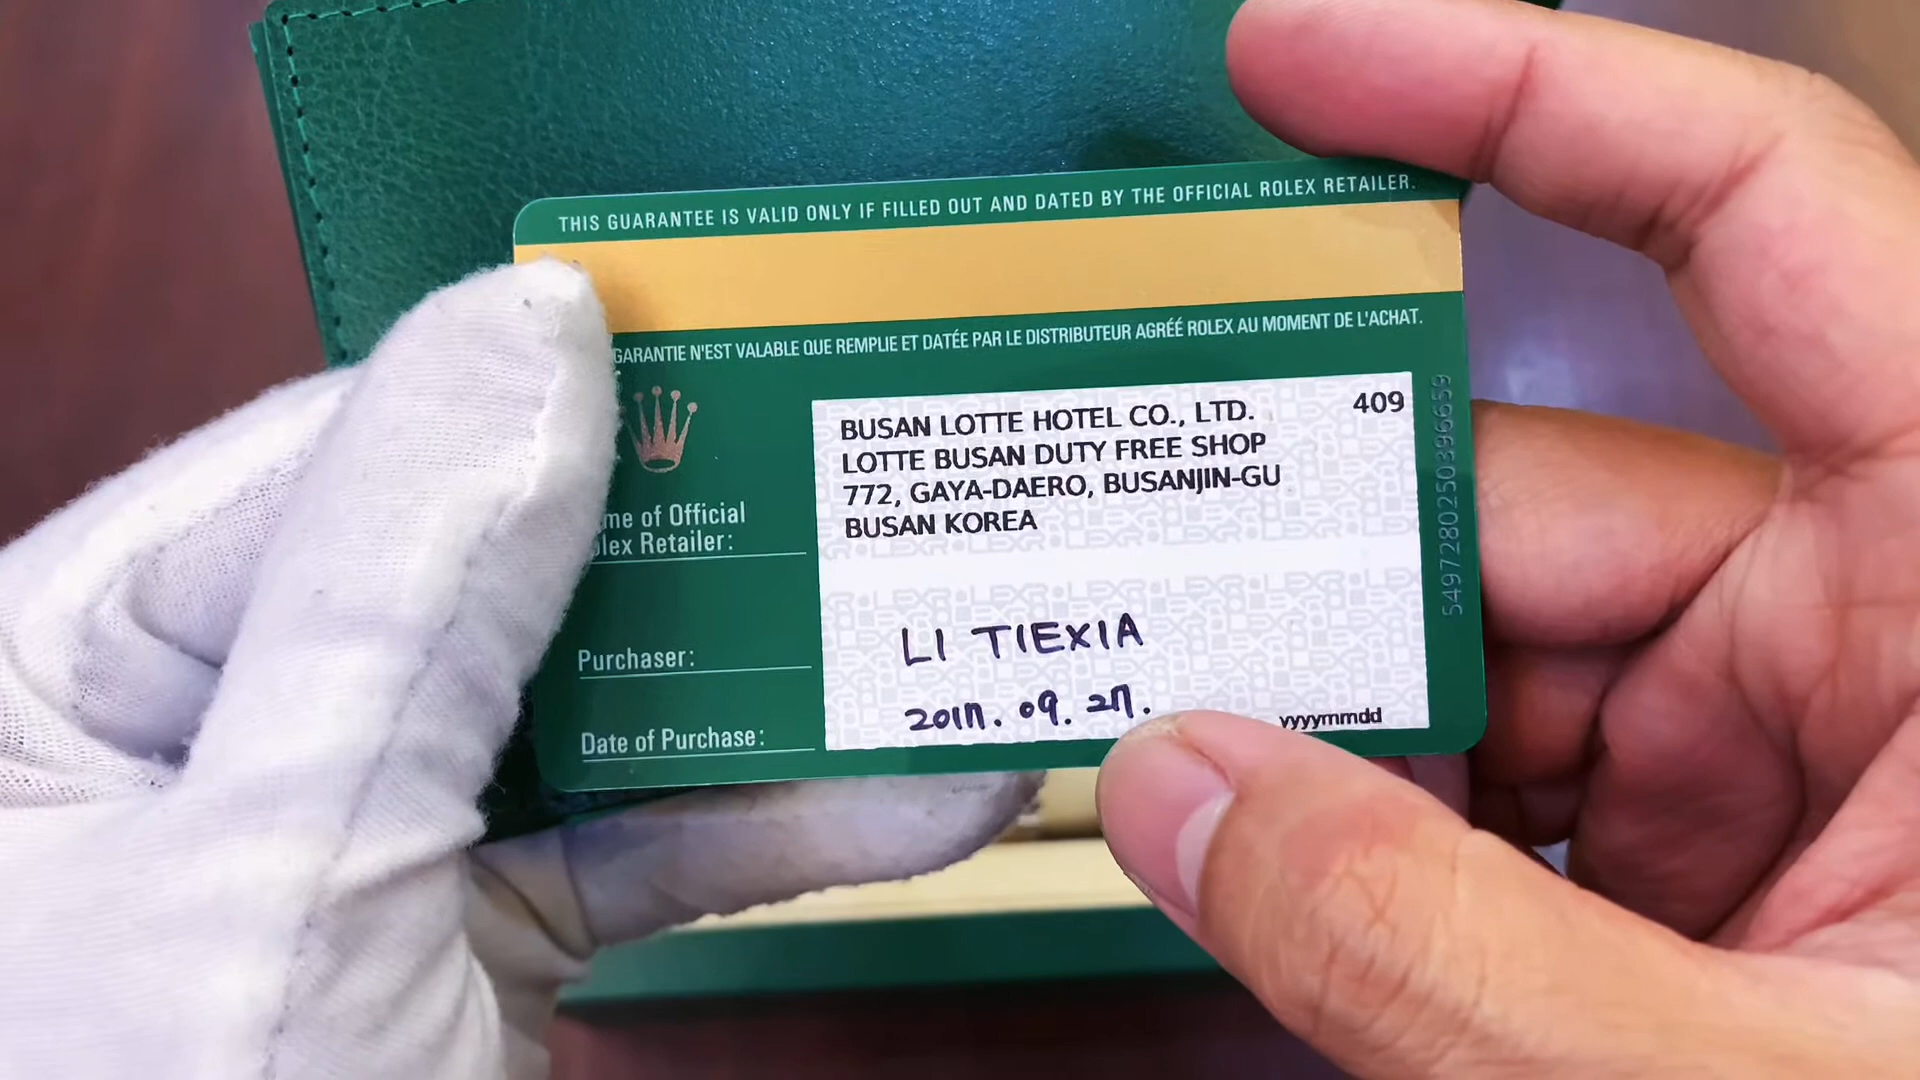 THIS GUARANTEE IS VALID ONLY IF FILLED OUT AND DATED BY THE OFFICIAL ROLEX RETAILER.
GARANTIE N'EST VALABLE QUE REMPLIE ET DATÉE PAR LE DISTRIBUTEUR AGRÉÉ ROLEX AU MOMENT DE L'ACHAT.
BUSAN LOTTE HOTEL CO., LTD. 409
LOTTE BUSAN DUTY FREE SHOP
772, GAYA-DAERO, BUSANJIN-GU
BUSAN KOREA
me of Official
lex Retailer:
Purchaser: LI TIEXIA
Date of Purchase: 2017.09.27. yyyymmdd
5497280250396659